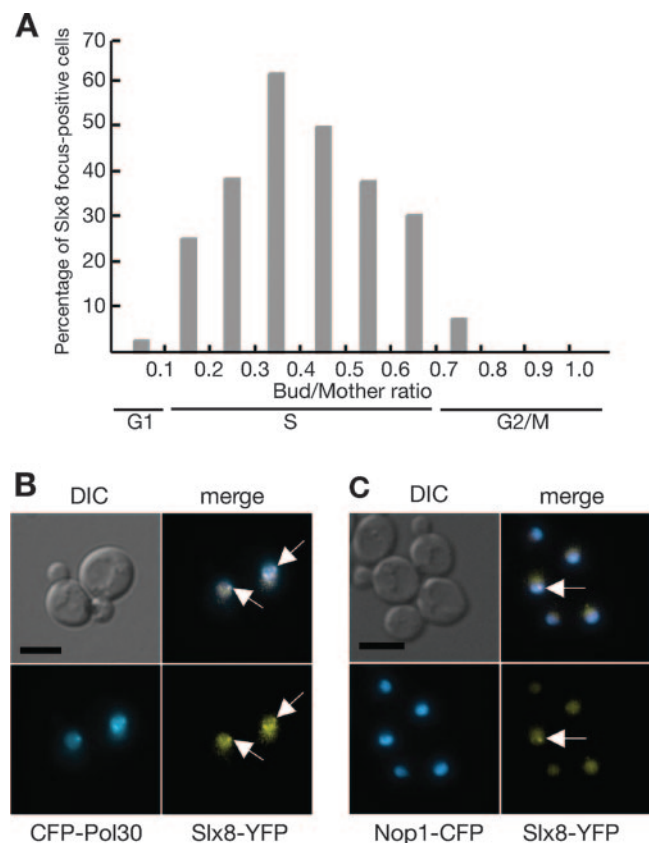 A
Percentage of Slx8 focus-positive cells
70
60
50
40
30
20
10
0.1 0.2 0.3 0.4 0.5 0.6 0.7 0.8 0.9 1.0
Bud/Mother ratio
G1 S G2/M
B
DIC merge
CFP-Pol30 Slx8-YFP
C
DIC merge
Nop1-CFP Slx8-YFP